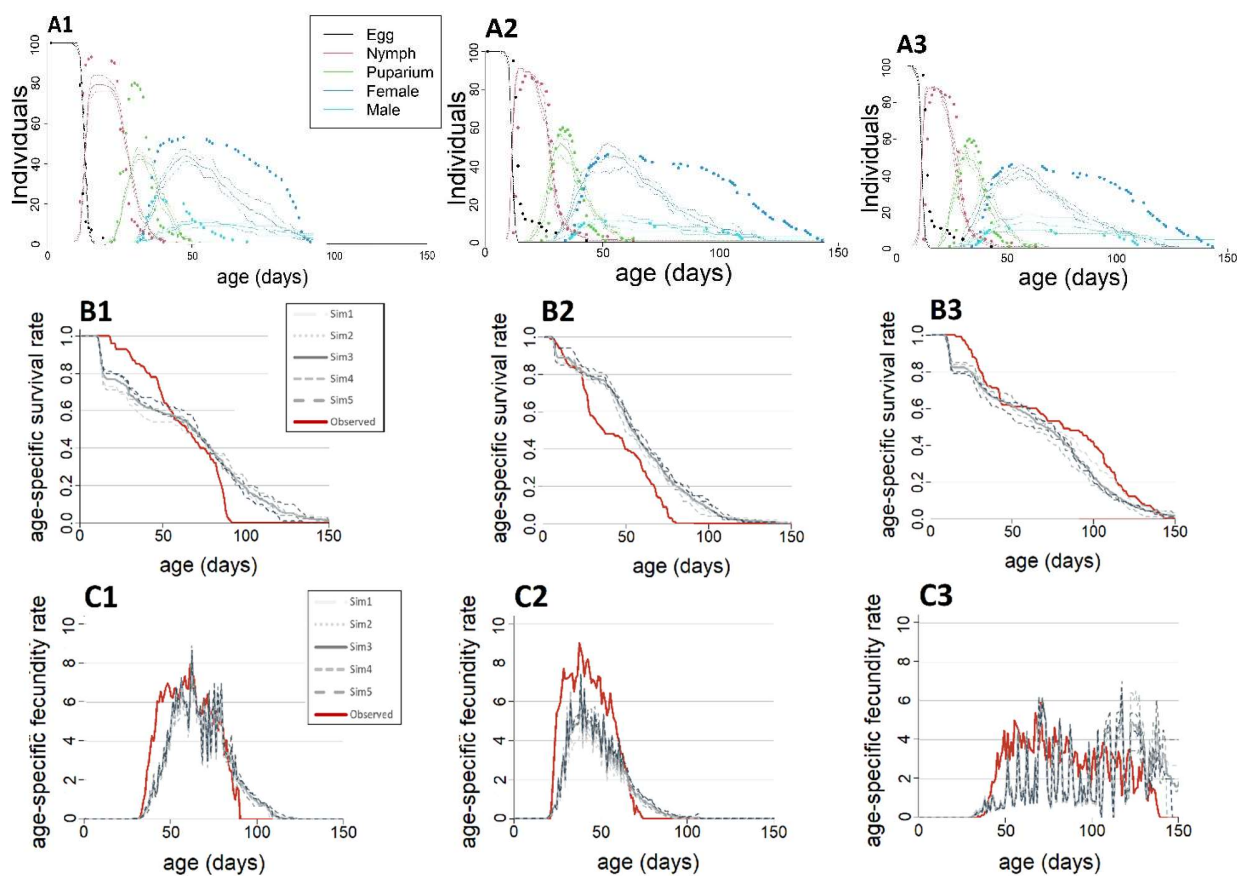 A1
Egg
Nymph
Puparium
Female
Male
A2
A3
Individuals
0 20 40 60 80 100
0 50 100 150
age (days)
Individuals
0 20 40 60 80 100
0 50 100 150
age (days)
Individuals
0 20 40 60 80 100
0 50 100 150
age (days)
B1
Sim1
Sim2
Sim3
Sim4
Sim5
Observed
B2
B3
age-specific survival rate
0.0 0.2 0.4 0.6 0.8 1.0
0 50 100 150
age (days)
age-specific survival rate
0.0 0.2 0.4 0.6 0.8 1.0
0 50 100 150
age (days)
age-specific survival rate
0.0 0.2 0.4 0.6 0.8 1.0
0 50 100 150
age (days)
C1
Sim1
Sim2
Sim3
Sim4
Sim5
Observed
C2
C3
age-specific fecundity rate
0 2 4 6 8 10
0 50 100 150
age (days)
age-specific fecundity rate
0 2 4 6 8 10
0 50 100 150
age (days)
age-specific fecundity rate
0 2 4 6 8 10
0 50 100 150
age (days)